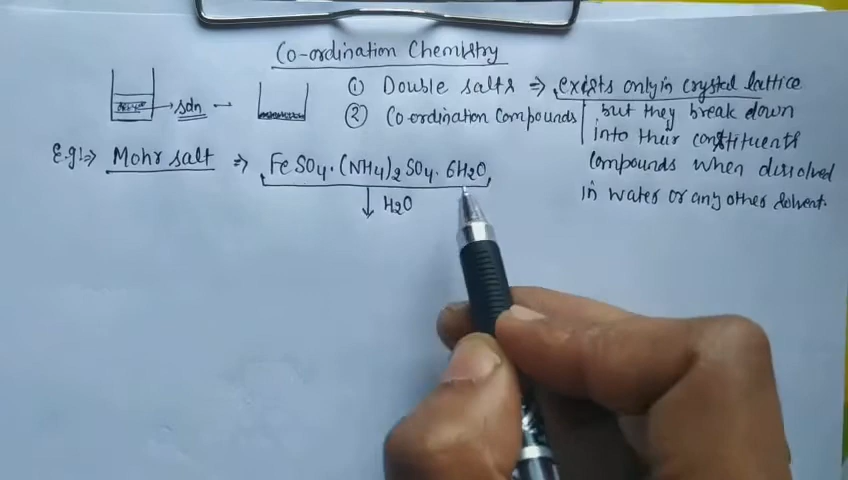 Co-ordination Chemistry
→ soln →
① Double salts ⇒ exists only in crystal lattice
② Co-ordination Compounds
but they break down
into their constituents
compounds when dissolved
in water or any other solvent.
E.g:⇒ Mohr salt ⇒ FeSO4·(NH4)2SO4·6H2O
↓ H2O